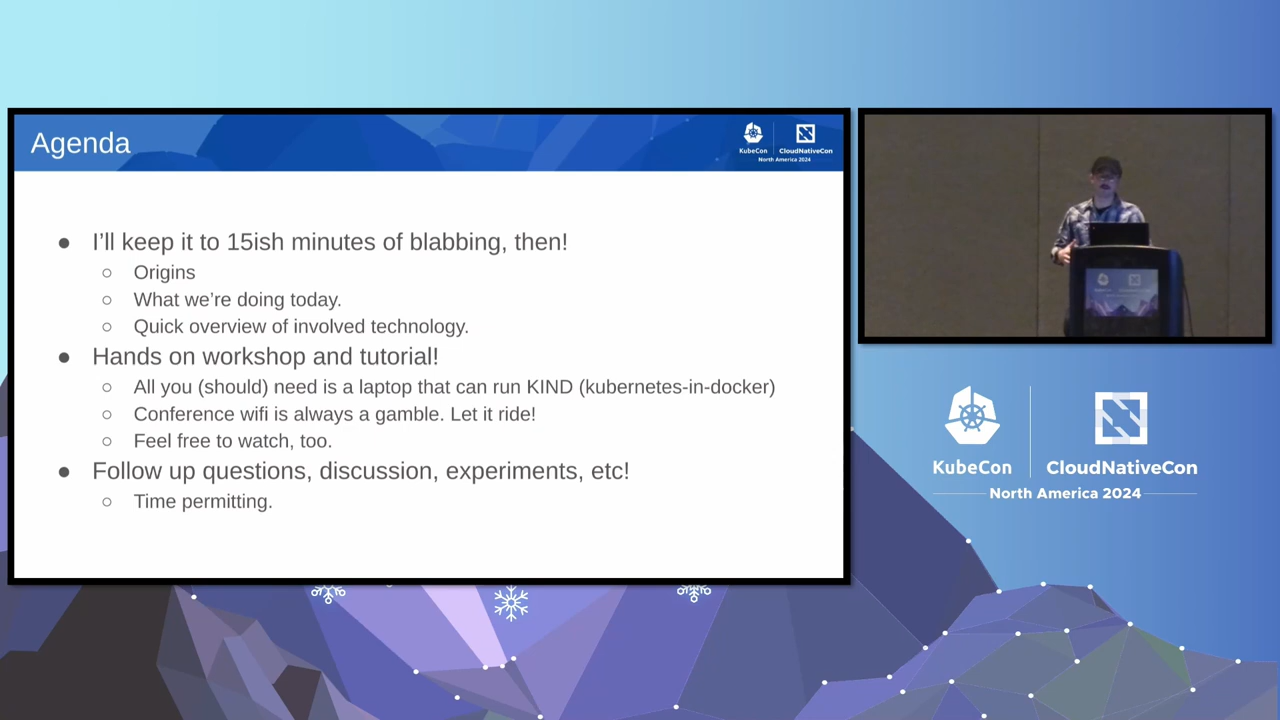 Agenda
KubeCon
CloudNativeCon
North America 2024
● I’ll keep it to 15ish minutes of blabbing, then!
○ Origins
○ What we’re doing today.
○ Quick overview of involved technology.
● Hands on workshop and tutorial!
○ All you (should) need is a laptop that can run KIND (kubernetes-in-docker)
○ Conference wifi is always a gamble. Let it ride!
○ Feel free to watch, too.
● Follow up questions, discussion, experiments, etc!
○ Time permitting.
KubeCon
CloudNativeCon
North America 2024